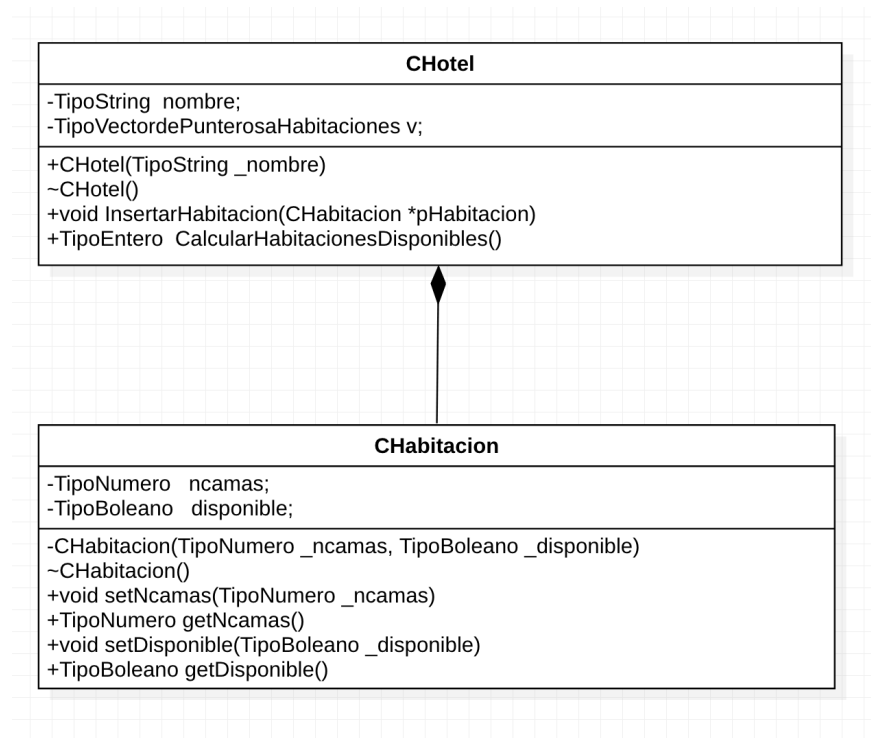 CHotel
-TipoString  nombre;
-TipoVectordePunterosaHabitaciones v;
+CHotel(TipoString _nombre)
~CHotel()
+void InsertarHabitacion(CHabitacion *pHabitacion)
+TipoEntero  CalcularHabitacionesDisponibles()
CHabitacion
-TipoNumero   ncamas;
-TipoBoleano   disponible;
-CHabitacion(TipoNumero _ncamas, TipoBoleano _disponible)
~CHabitacion()
+void setNcamas(TipoNumero _ncamas)
+TipoNumero getNcamas()
+void setDisponible(TipoBoleano _disponible)
+TipoBoleano getDisponible()